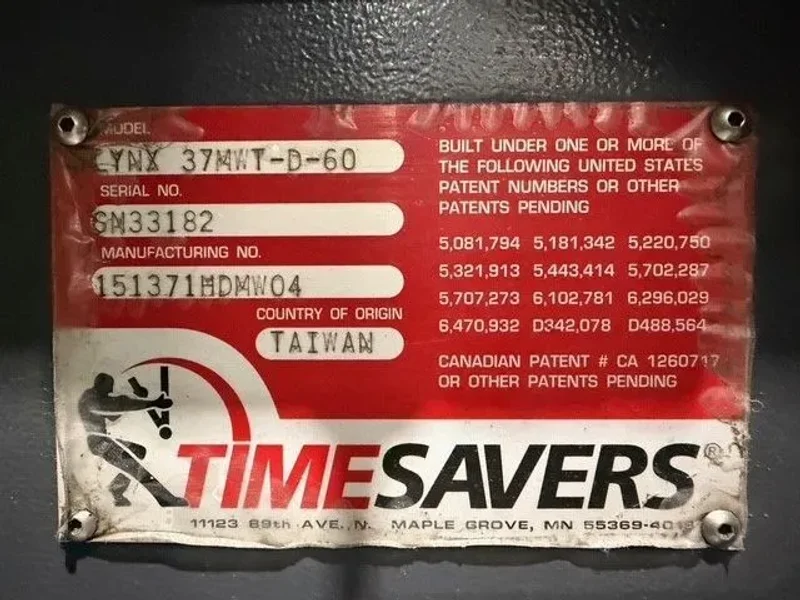 MODEL
LYNX 37MWT-D-60
SERIAL NO.
SM33182
MANUFACTURING NO.
151371HDMW04
COUNTRY OF ORIGIN
TAIWAN
BUILT UNDER ONE OR MORE OF
THE FOLLOWING UNITED STATES
PATENT NUMBERS OR OTHER
PATENTS PENDING
5,081,794 5,181,342 5,220,750
5,321,913 5,443,414 5,702,287
5,707,273 6,102,781 6,296,029
6,470,932 D342,078 D488,564
CANADIAN PATENT # CA 1260717
OR OTHER PATENTS PENDING
TIMESAVERS®
11123 89th AVE. N. MAPLE GROVE, MN